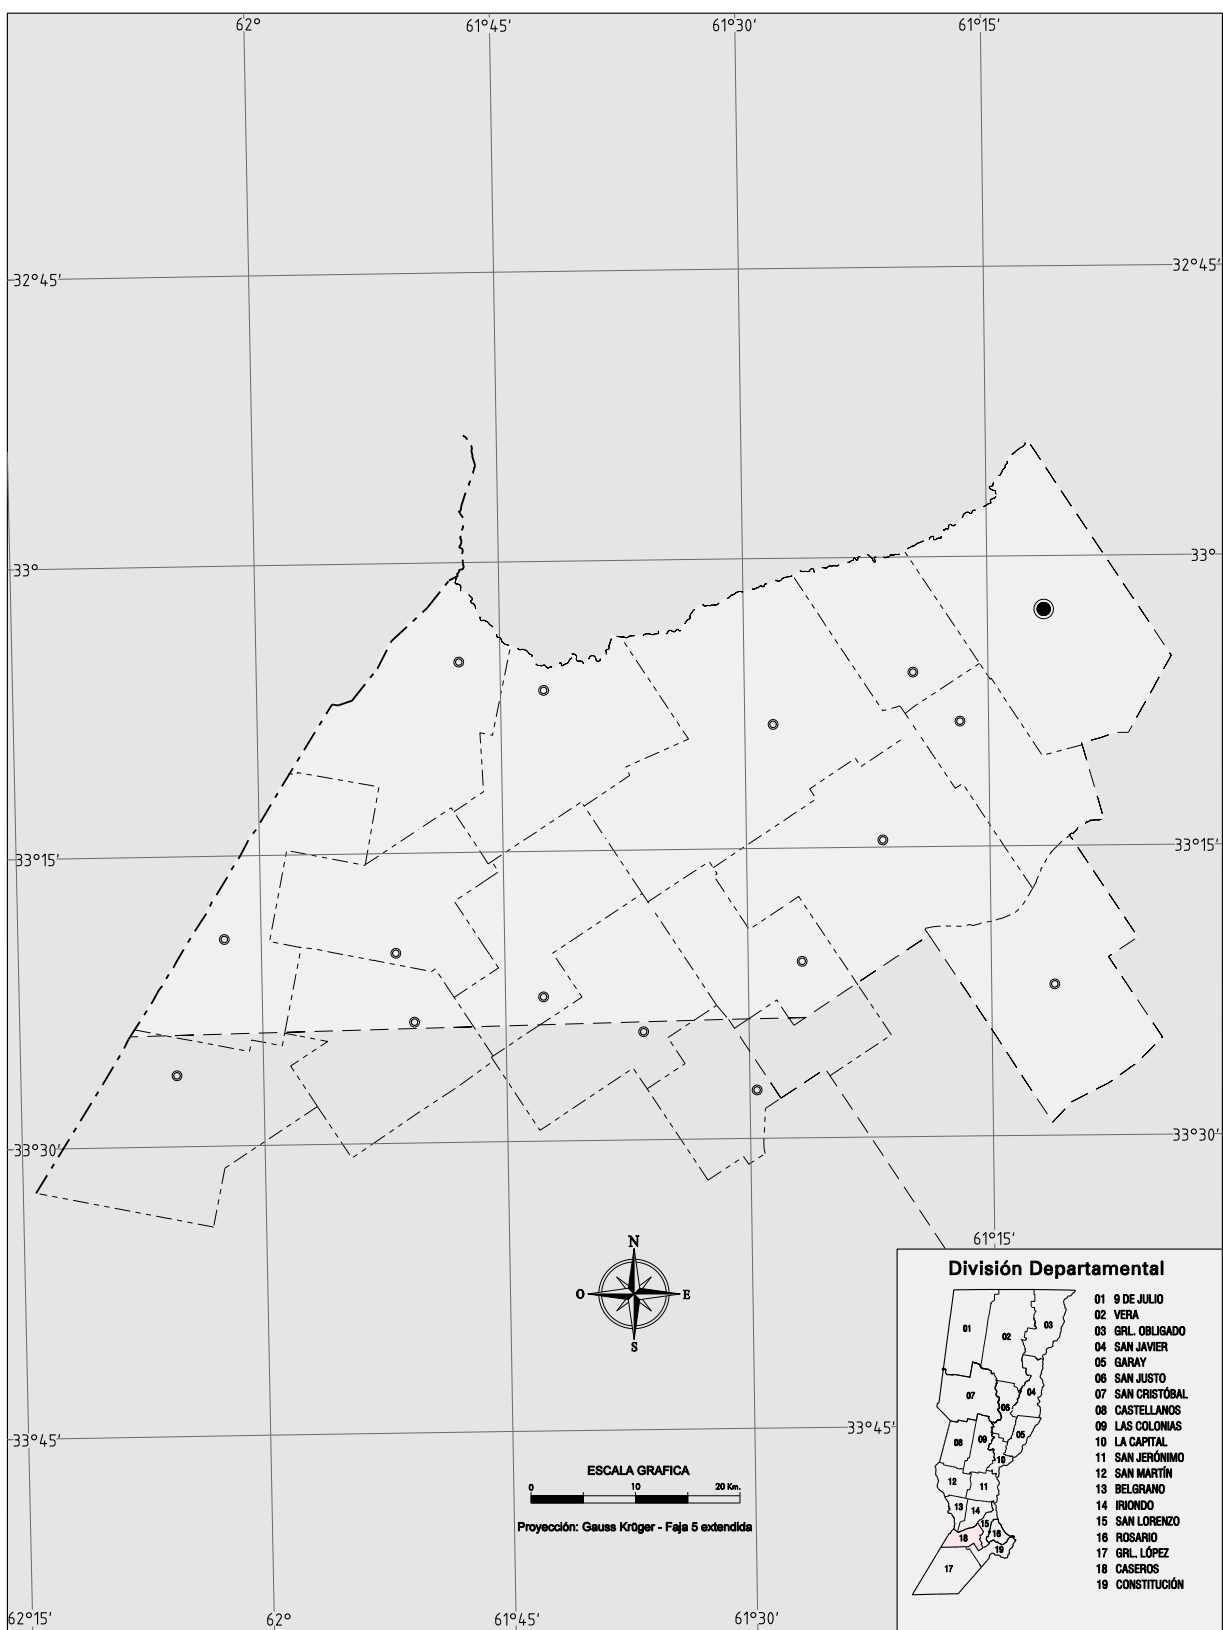 62° 61°45' 61°30' 61°15'
32°45' 32°45'
33° 33°
33°15' 33°15'
33°30' 33°30'
61°15'
33°45' 33°45'
62°15' 62° 61°45' 61°30'
N
O E
S
ESCALA GRAFICA
0 10 20 Km.
Proyección: Gauss Krüger - Faja 5 extendida
División Departamental
01 9 DE JULIO
02 VERA
03 GRL. OBLIGADO
04 SAN JAVIER
05 GARAY
06 SAN JUSTO
07 SAN CRISTÓBAL
08 CASTELLANOS
09 LAS COLONIAS
10 LA CAPITAL
11 SAN JERÓNIMO
12 SAN MARTÍN
13 BELGRANO
14 IRIONDO
15 SAN LORENZO
16 ROSARIO
17 GRL. LÓPEZ
18 CASEROS
19 CONSTITUCIÓN
01 02 03
07 06 04
08 09 05
10
12 11
13 14
15 16
18 19
17